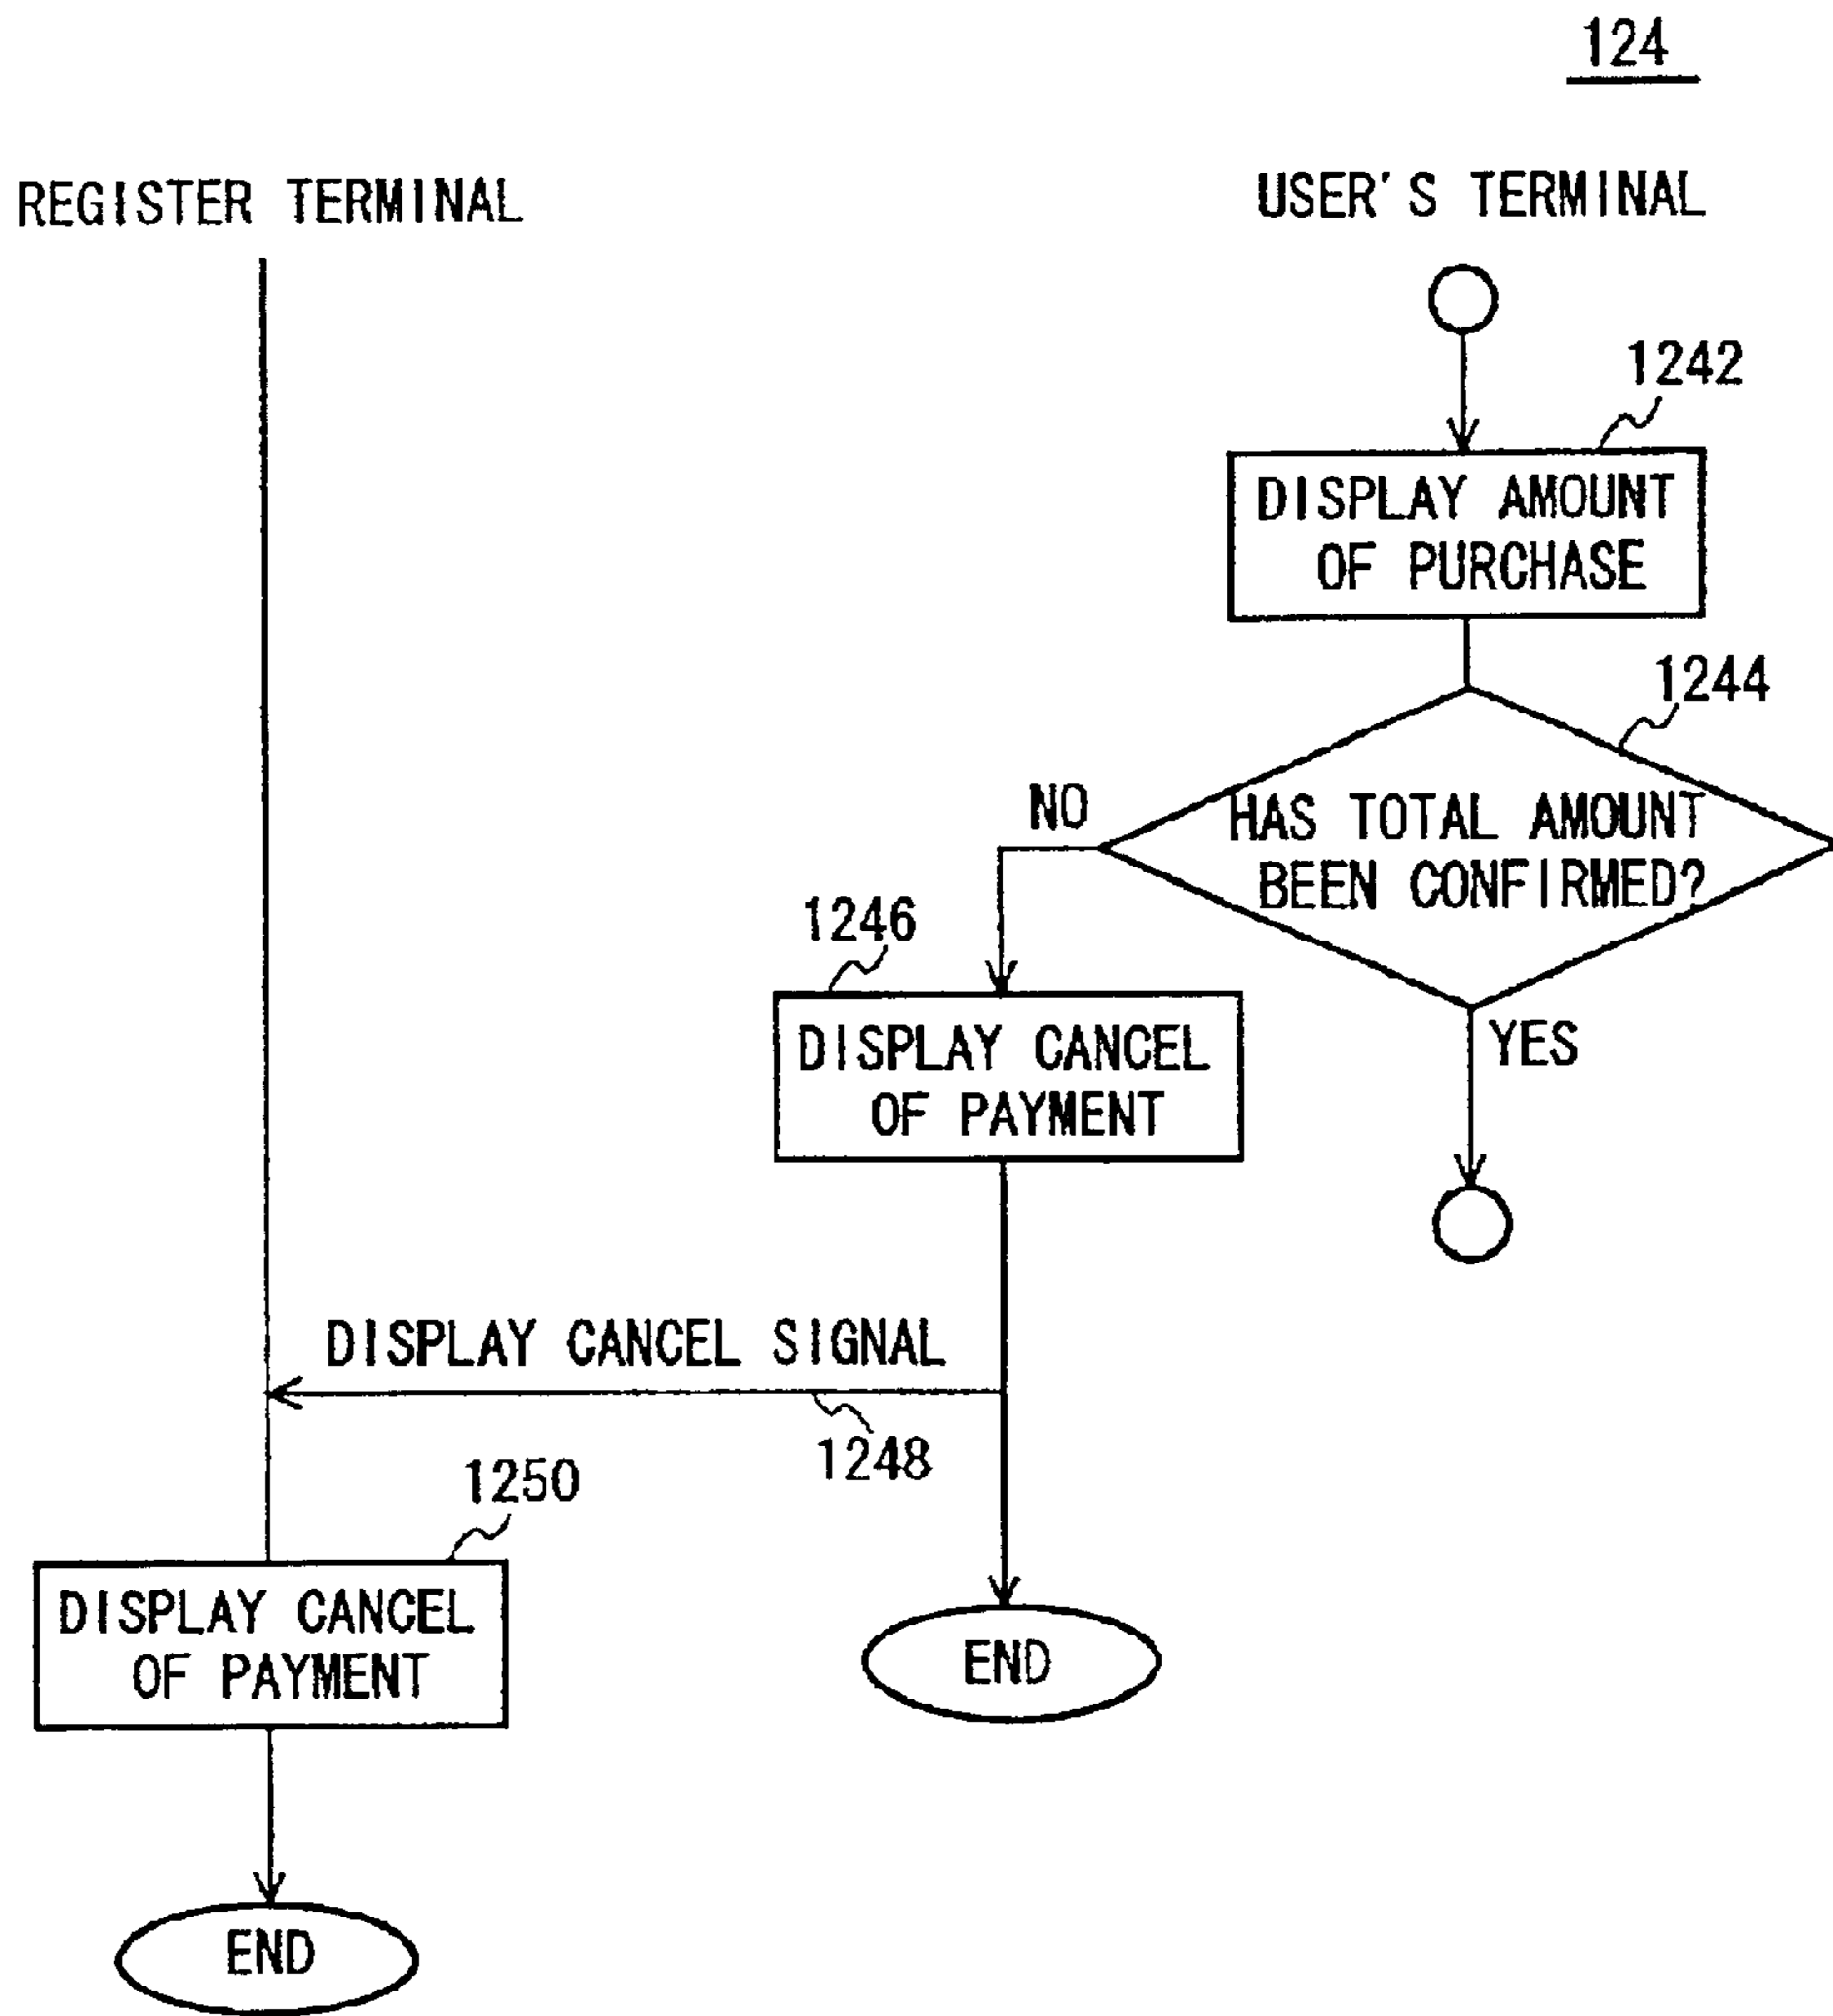 124
REGISTER TERMINAL
USER'S TERMINAL
1242
DISPLAY AMOUNT
OF PURCHASE
1244
HAS TOTAL AMOUNT
BEEN CONFIRMED?
NO
YES
1246
DISPLAY CANCEL
OF PAYMENT
DISPLAY CANCEL SIGNAL
1248
1250
DISPLAY CANCEL
OF PAYMENT
END
END